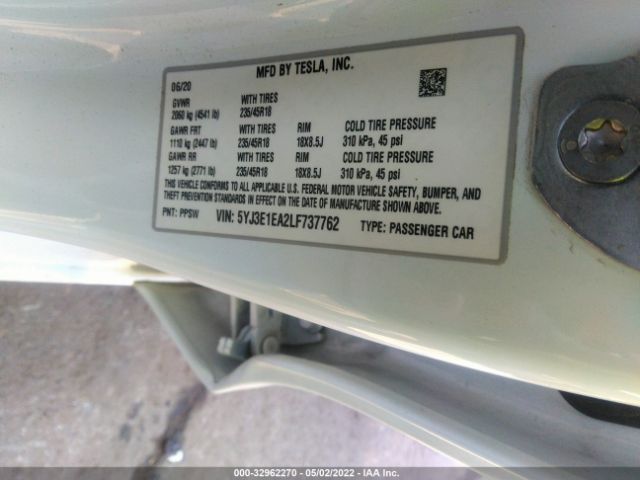 MFD BY TESLA, INC.
06/20
GVWR WITH TIRES
2060 kg (4541 lb) 235/45R18
GAWR FRT WITH TIRES RIM COLD TIRE PRESSURE
1110 kg (2447 lb) 235/45R18 18X8.5J 310 kPa, 45 psi
GAWR RR WITH TIRES RIM COLD TIRE PRESSURE
1257 kg (2771 lb) 235/45R18 18X8.5J 310 kPa, 45 psi
THIS VEHICLE CONFORMS TO ALL APPLICABLE U.S. FEDERAL MOTOR VEHICLE SAFETY, BUMPER, AND
THEFT PREVENTION STANDARDS IN EFFECT ON THE DATE OF MANUFACTURE SHOWN ABOVE.
PNT: PPSW VIN: 5YJ3E1EA2LF737762 TYPE: PASSENGER CAR
000-32962270 - 05/02/2022 - IAA Inc.